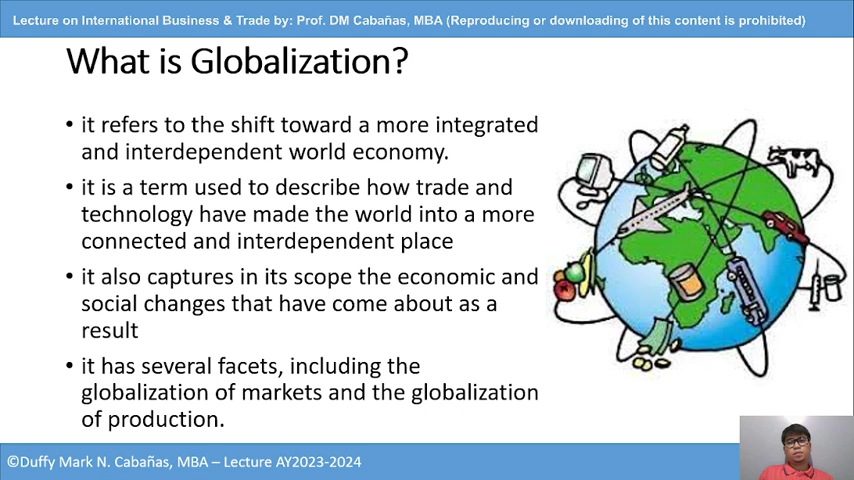 Lecture on International Business & Trade by: Prof. DM Cabañas, MBA (Reproducing or downloading of this content is prohibited)
What is Globalization?
• it refers to the shift toward a more integrated
and interdependent world economy.
• it is a term used to describe how trade and
technology have made the world into a more
connected and interdependent place
• it also captures in its scope the economic and
social changes that have come about as a
result
• it has several facets, including the
globalization of markets and the globalization
of production.
©Duffy Mark N. Cabañas, MBA – Lecture AY2023-2024